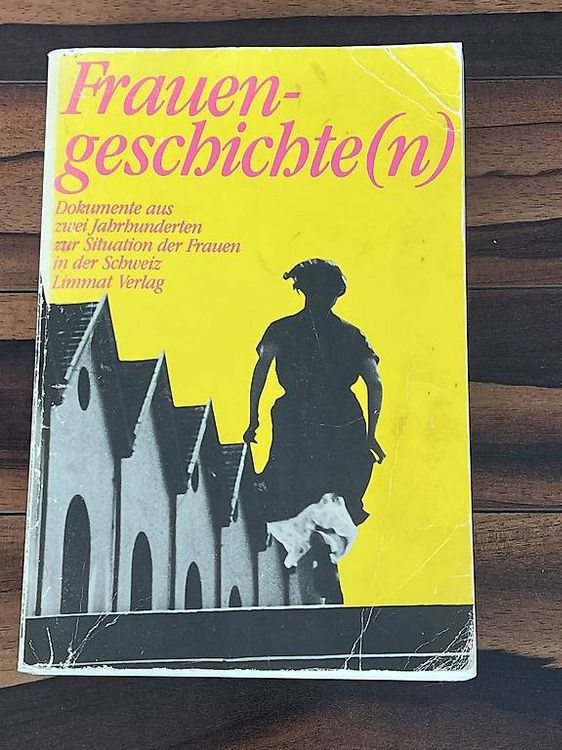 Frauen-
geschichte(n)
Dokumente aus
zwei Jahrhunderten
zur Situation der Frauen
in der Schweiz
Limmat Verlag